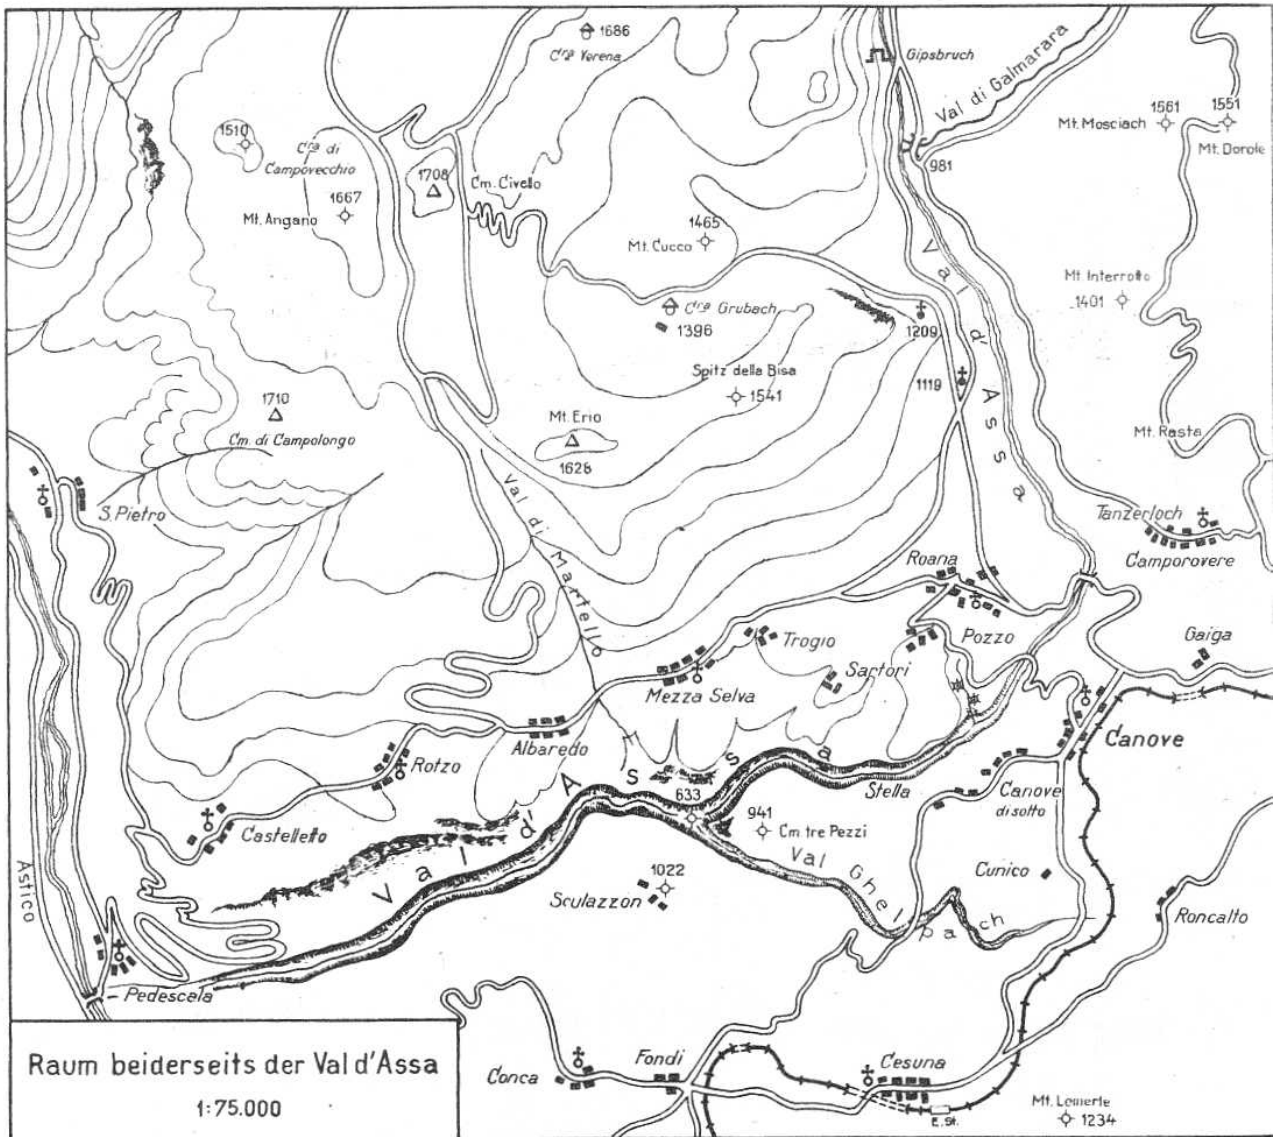 1686
Cra Verena
Gipsbruch
Val di Galmarara
1561
1551
Mt. Mosciach
Mt. Dorole
1510
Cra di
Campovecchio
981
1708
Cm. Civello
1667
Mt. Angano
1465
Mt. Cucco
Val d'Assa
Mt Interrotto
1401
Cra Grubach
1396
1209
Spitz della Bisa
1541
1119
1710
Cm. di Campolongo
Mt. Erio
1628
Mt. Rasta
Val di Martello
S. Pietro
Tanzerloch
Camporovere
Roana
Pozzo
Gaiga
Trogio
Sartori
Mezza Selva
Albaredo
Canove
Rotzo
Val d'Assa
Stella
633
Canove
di sotto
Castelletto
941
Cm tre Pezzi
Val Ghelpach
Astico
1022
Sculazzon
Cunico
Roncalto
Pedescala
Raum beiderseits der Val d'Assa
1:75.000
Conca
Fondi
Cesuna
E. St.
Mt. Lemerle
1234